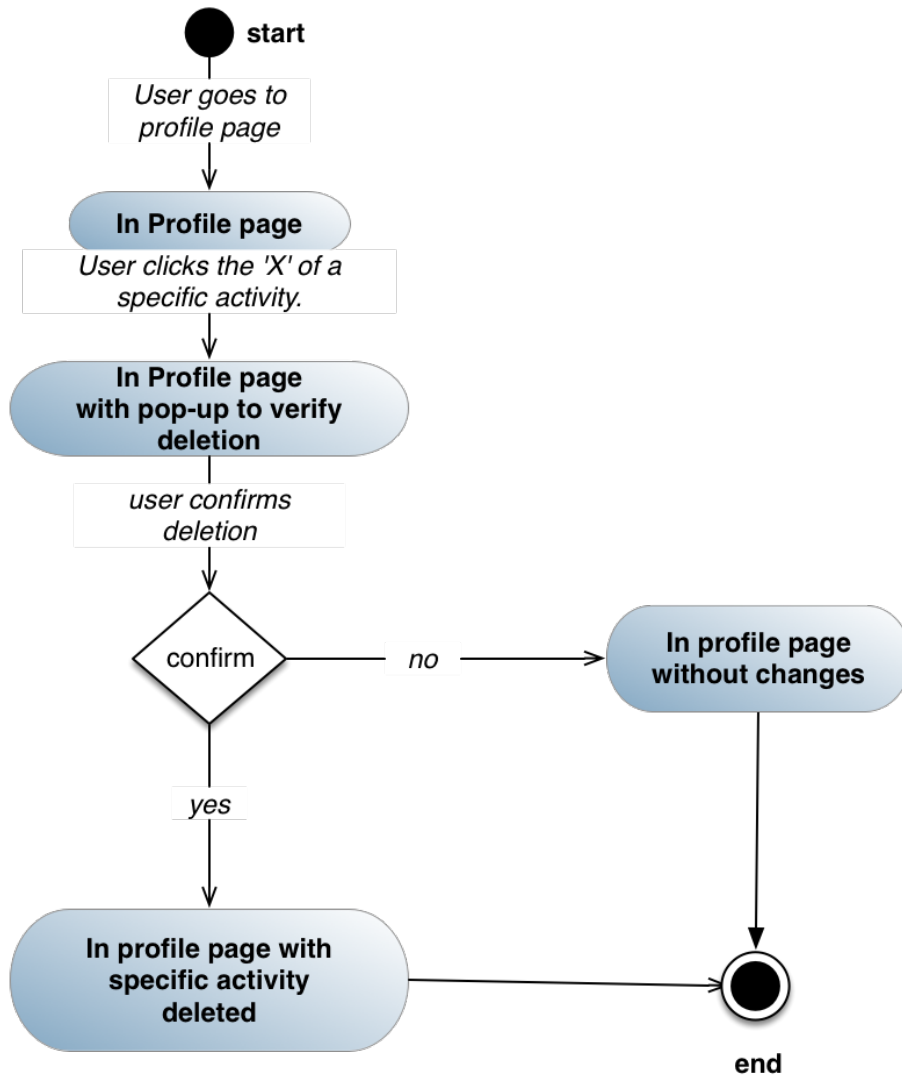 start
User goes to
profile page
In Profile page
User clicks the 'X' of a
specific activity.
In Profile page
with pop-up to verify
deletion
user confirms
deletion
confirm
no
In profile page
without changes
yes
In profile page with
specific activity
deleted
end